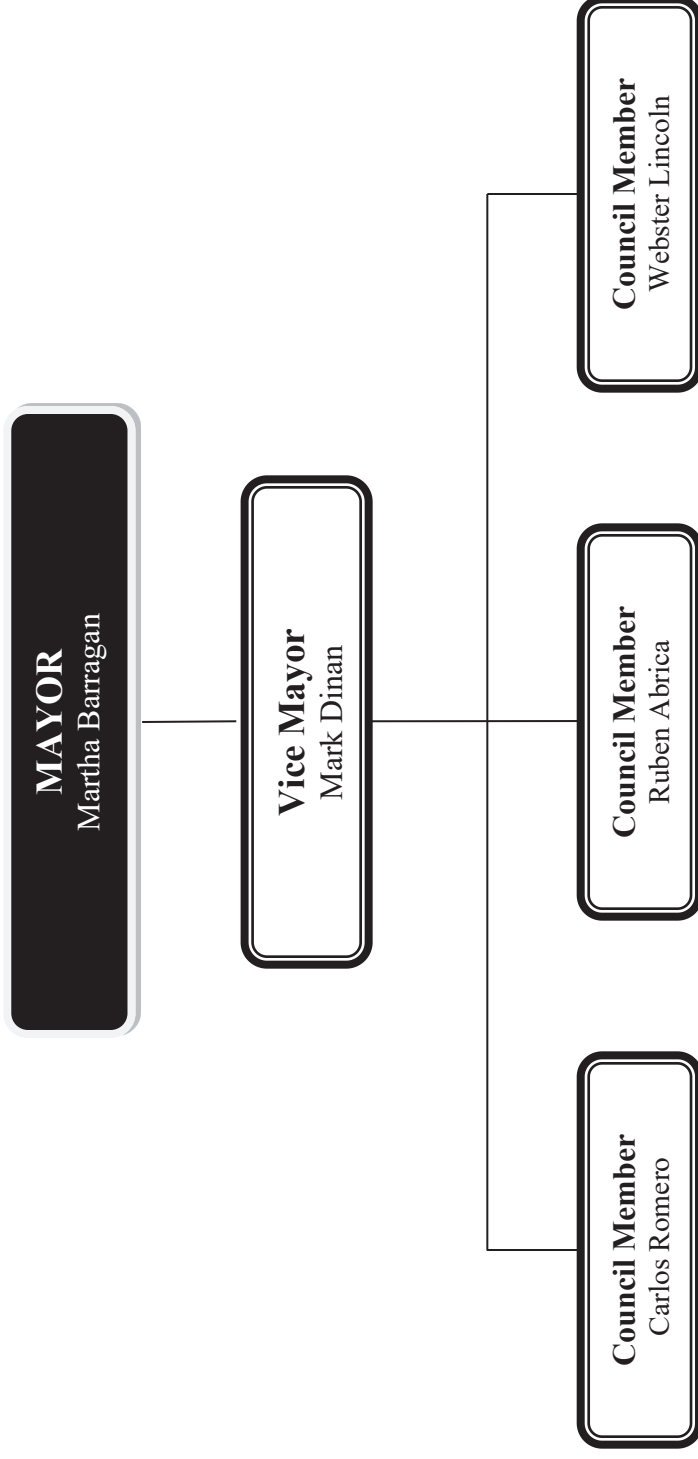 MAYOR
Martha Barragan
Vice Mayor
Mark Dinan
Council Member
Carlos Romero
Council Member
Ruben Abrica
Council Member
Webster Lincoln